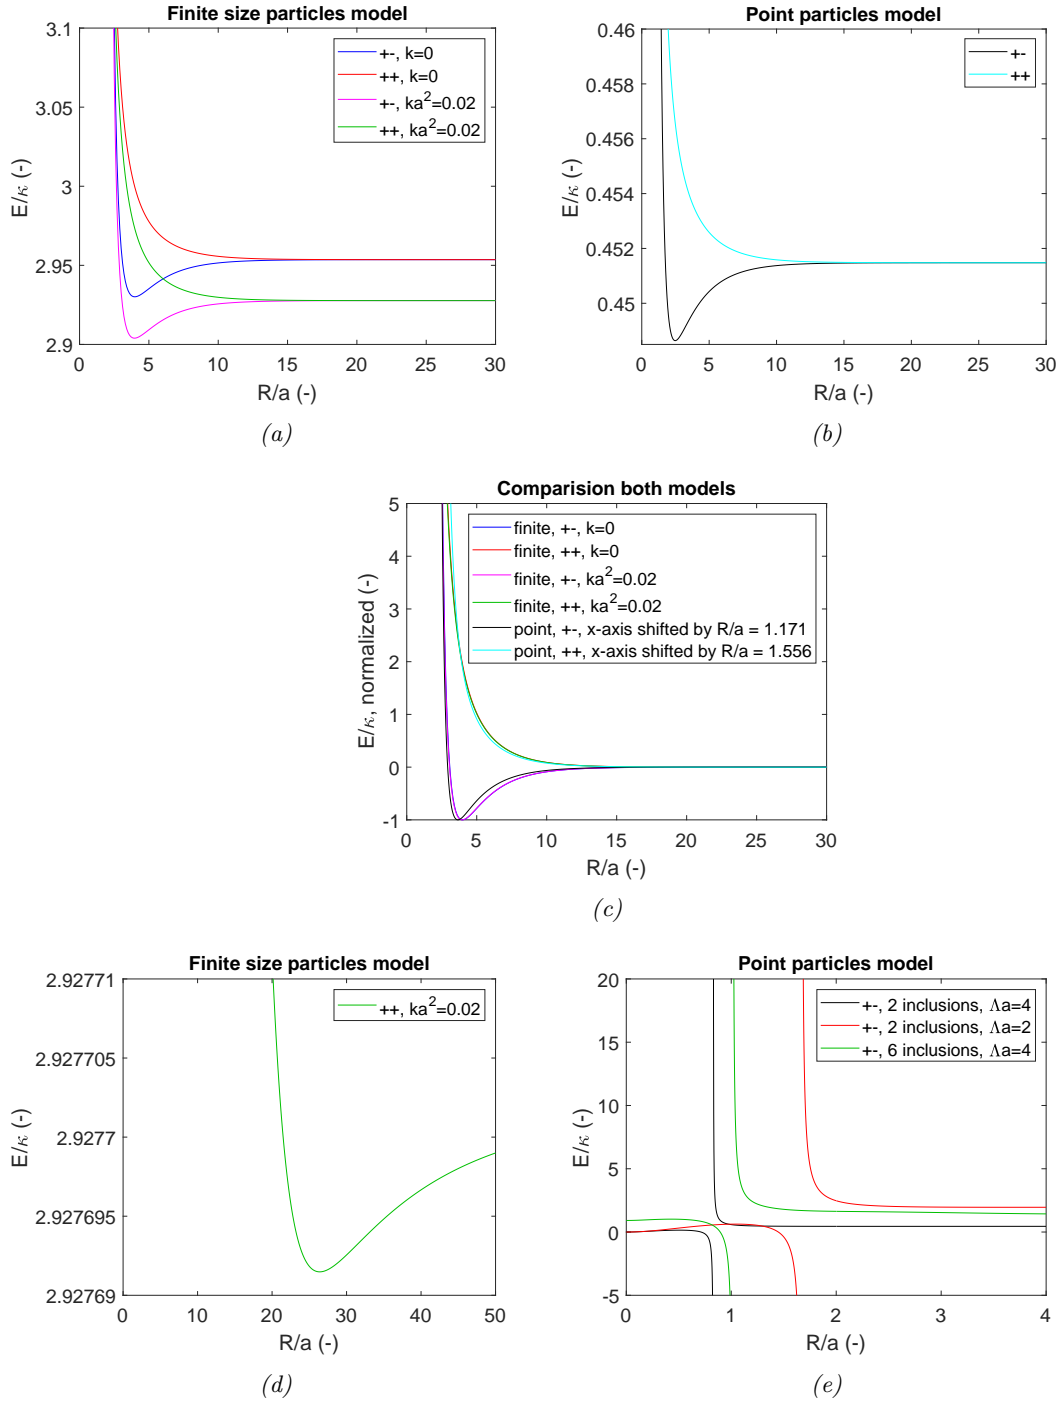 Finite size particles model
3.1
3.05
3
2.95
2.9
E/κ (-)
+-, k=0
++, k=0
+-, ka²=0.02
++, ka²=0.02
0 5 10 15 20 25 30
R/a (-)
(a)
Point particles model
0.46
0.458
0.456
0.454
0.452
0.45
E/κ (-)
+-
++
0 5 10 15 20 25 30
R/a (-)
(b)
Comparision both models
5
4
3
2
1
0
-1
E/κ, normalized (-)
finite, +-, k=0
finite, ++, k=0
finite, +-, ka²=0.02
finite, ++, ka²=0.02
point, +-, x-axis shifted by R/a = 1.171
point, ++, x-axis shifted by R/a = 1.556
0 5 10 15 20 25 30
R/a (-)
(c)
Finite size particles model
2.92771
2.927705
2.9277
2.927695
2.92769
E/κ (-)
++, ka²=0.02
0 10 20 30 40 50
R/a (-)
(d)
Point particles model
20
15
10
5
0
-5
E/κ (-)
+-, 2 inclusions, Λa=4
+-, 2 inclusions, Λa=2
+-, 6 inclusions, Λa=4
0 1 2 3 4
R/a (-)
(e)